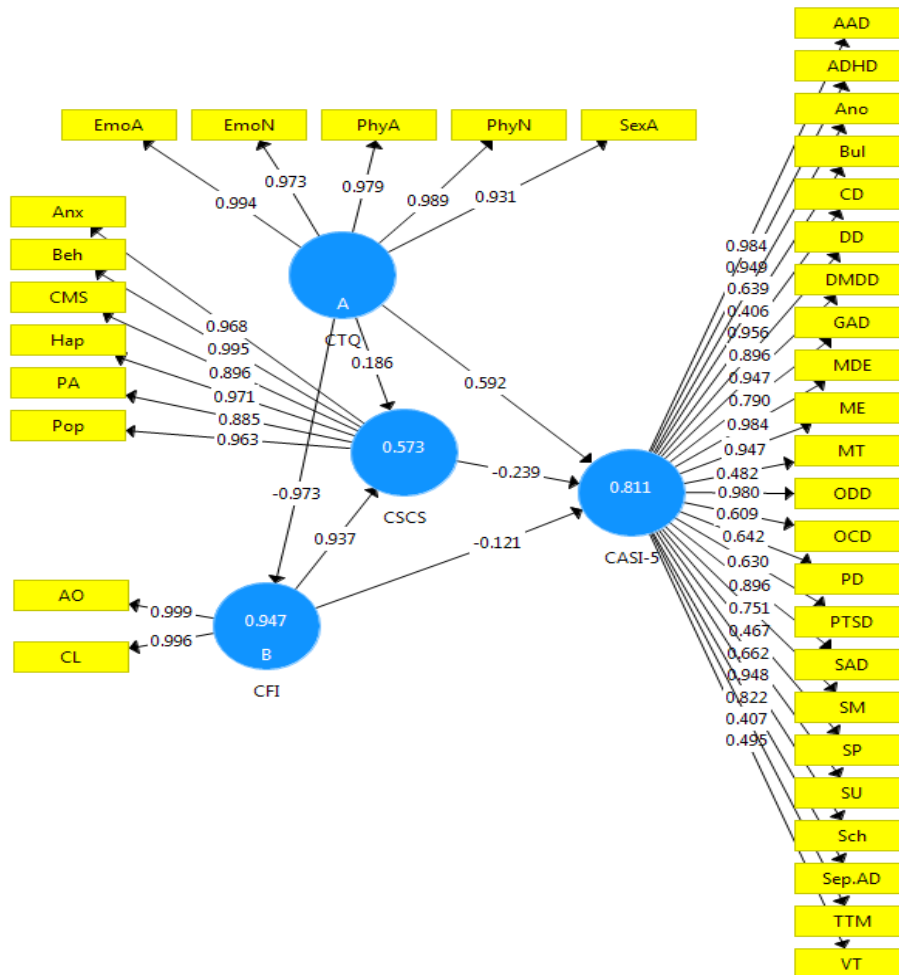 AAD
ADHD
Ano
Bul
CD
DD
DMDD
GAD
MDE
ME
MT
ODD
OCD
PD
PTSD
SAD
SM
SP
SU
Sch
Sep.AD
TTM
VT
EmoA
EmoN
PhyA
PhyN
SexA
0.994
0.973
0.979
0.989
0.931
Anx
Beh
CMS
Hap
PA
Pop
0.968
0.995
0.896
0.971
0.885
0.963
A
CTQ
0.186
0.592
-0.973
0.573
CSCS
-0.239
0.937
-0.121
0.811
CASI-5
AO
CL
0.999
0.996
0.947
B
CFI
0.984
0.949
0.639
0.406
0.956
0.896
0.947
0.790
0.984
0.947
0.482
0.980
0.609
0.642
0.630
0.896
0.751
0.467
0.662
0.948
0.822
0.407
0.495